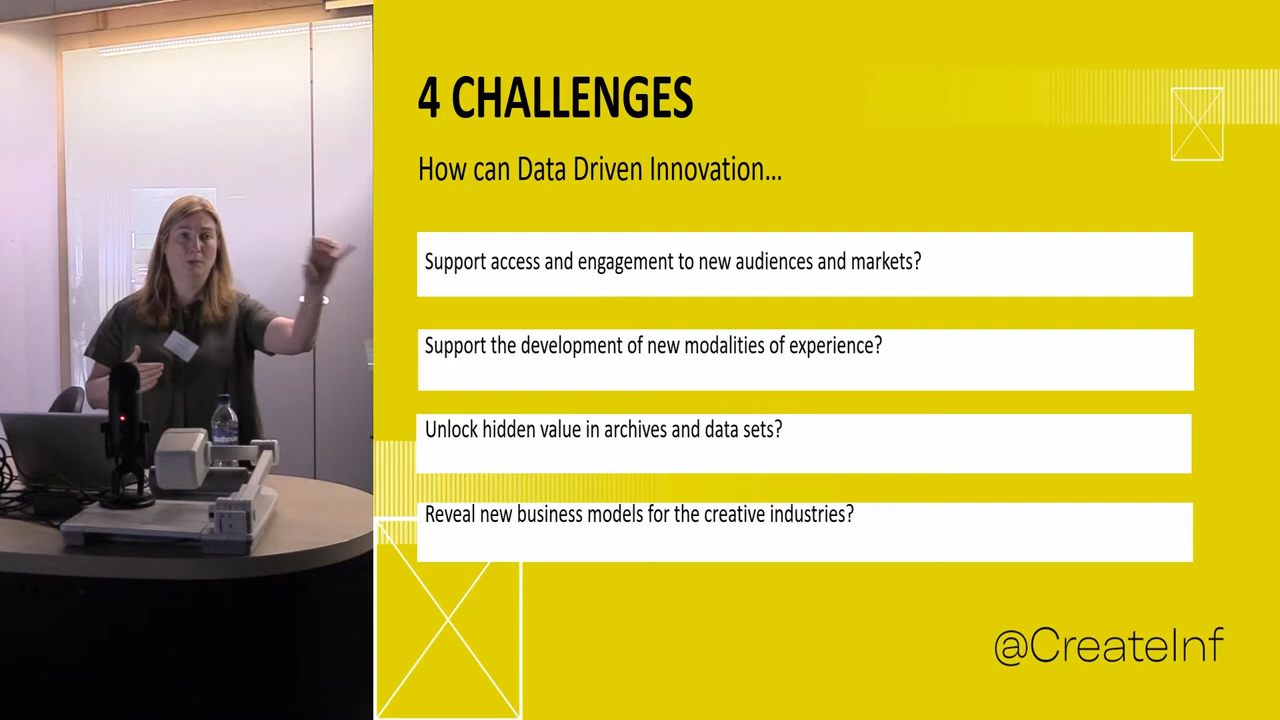 4 CHALLENGES
How can Data Driven Innovation...
Support access and engagement to new audiences and markets?
Support the development of new modalities of experience?
Unlock hidden value in archives and data sets?
Reveal new business models for the creative industries?
@CreateInf